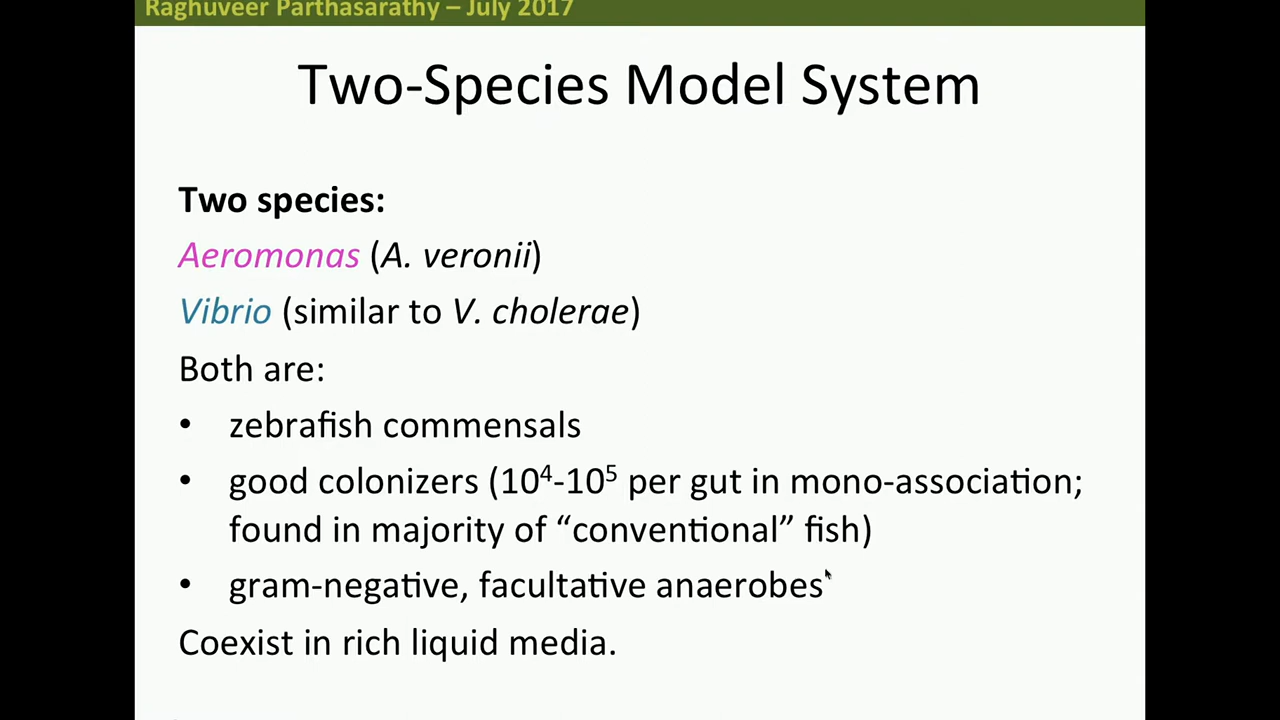 Raghuveer Parthasarathy – July 2017
Two-Species Model System
Two species:
Aeromonas (A. veronii)
Vibrio (similar to V. cholerae)
Both are:
• zebrafish commensals
• good colonizers (10⁴-10⁵ per gut in mono-association;
found in majority of “conventional” fish)
• gram-negative, facultative anaerobes
Coexist in rich liquid media.